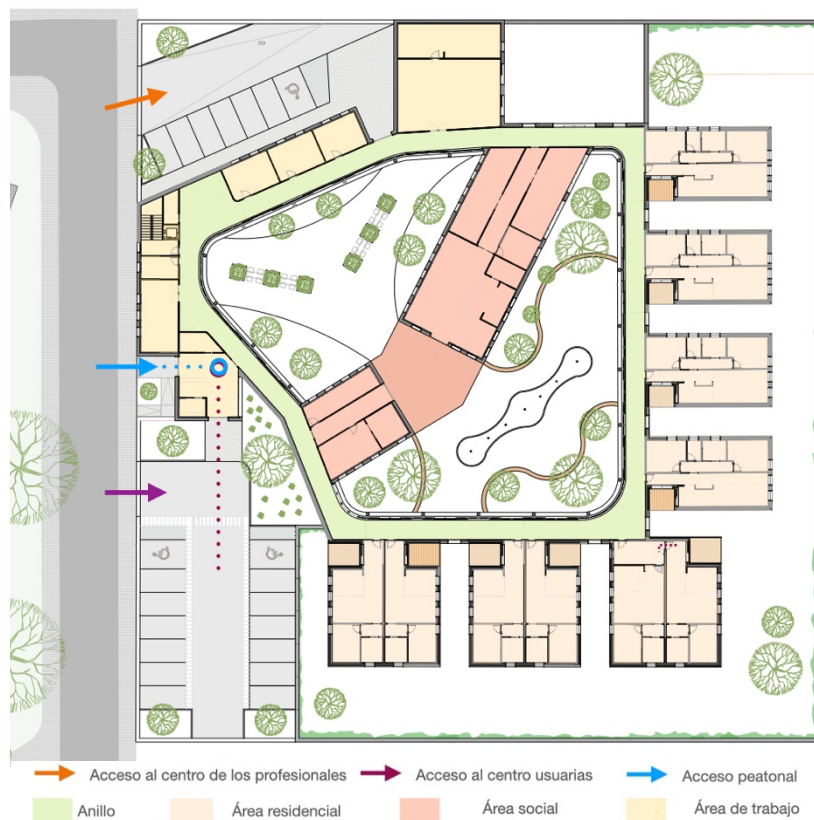 Acceso al centro de los profesionales
Acceso al centro usuarias
Acceso peatonal
Anillo
Área residencial
Área social
Área de trabajo